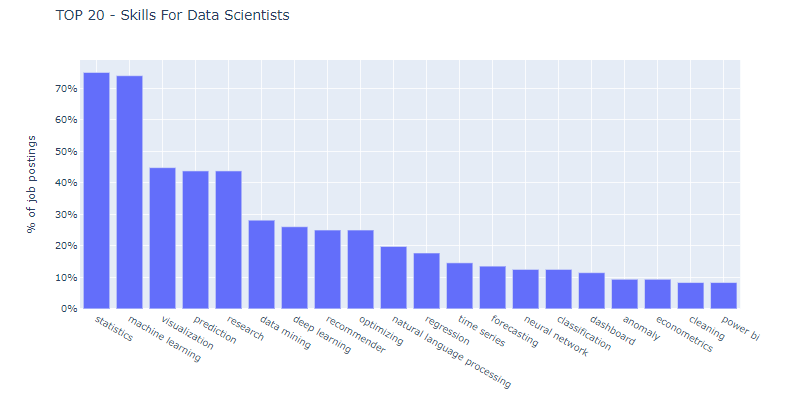 TOP 20 - Skills For Data Scientists
% of job postings
70%
60%
50%
40%
30%
20%
10%
0%
statistics
machine learning
visualization
prediction
research
data mining
deep learning
recommender
optimizing
natural language processing
regression
time series
forecasting
neural network
classification
dashboard
anomaly
econometrics
cleaning
power bi